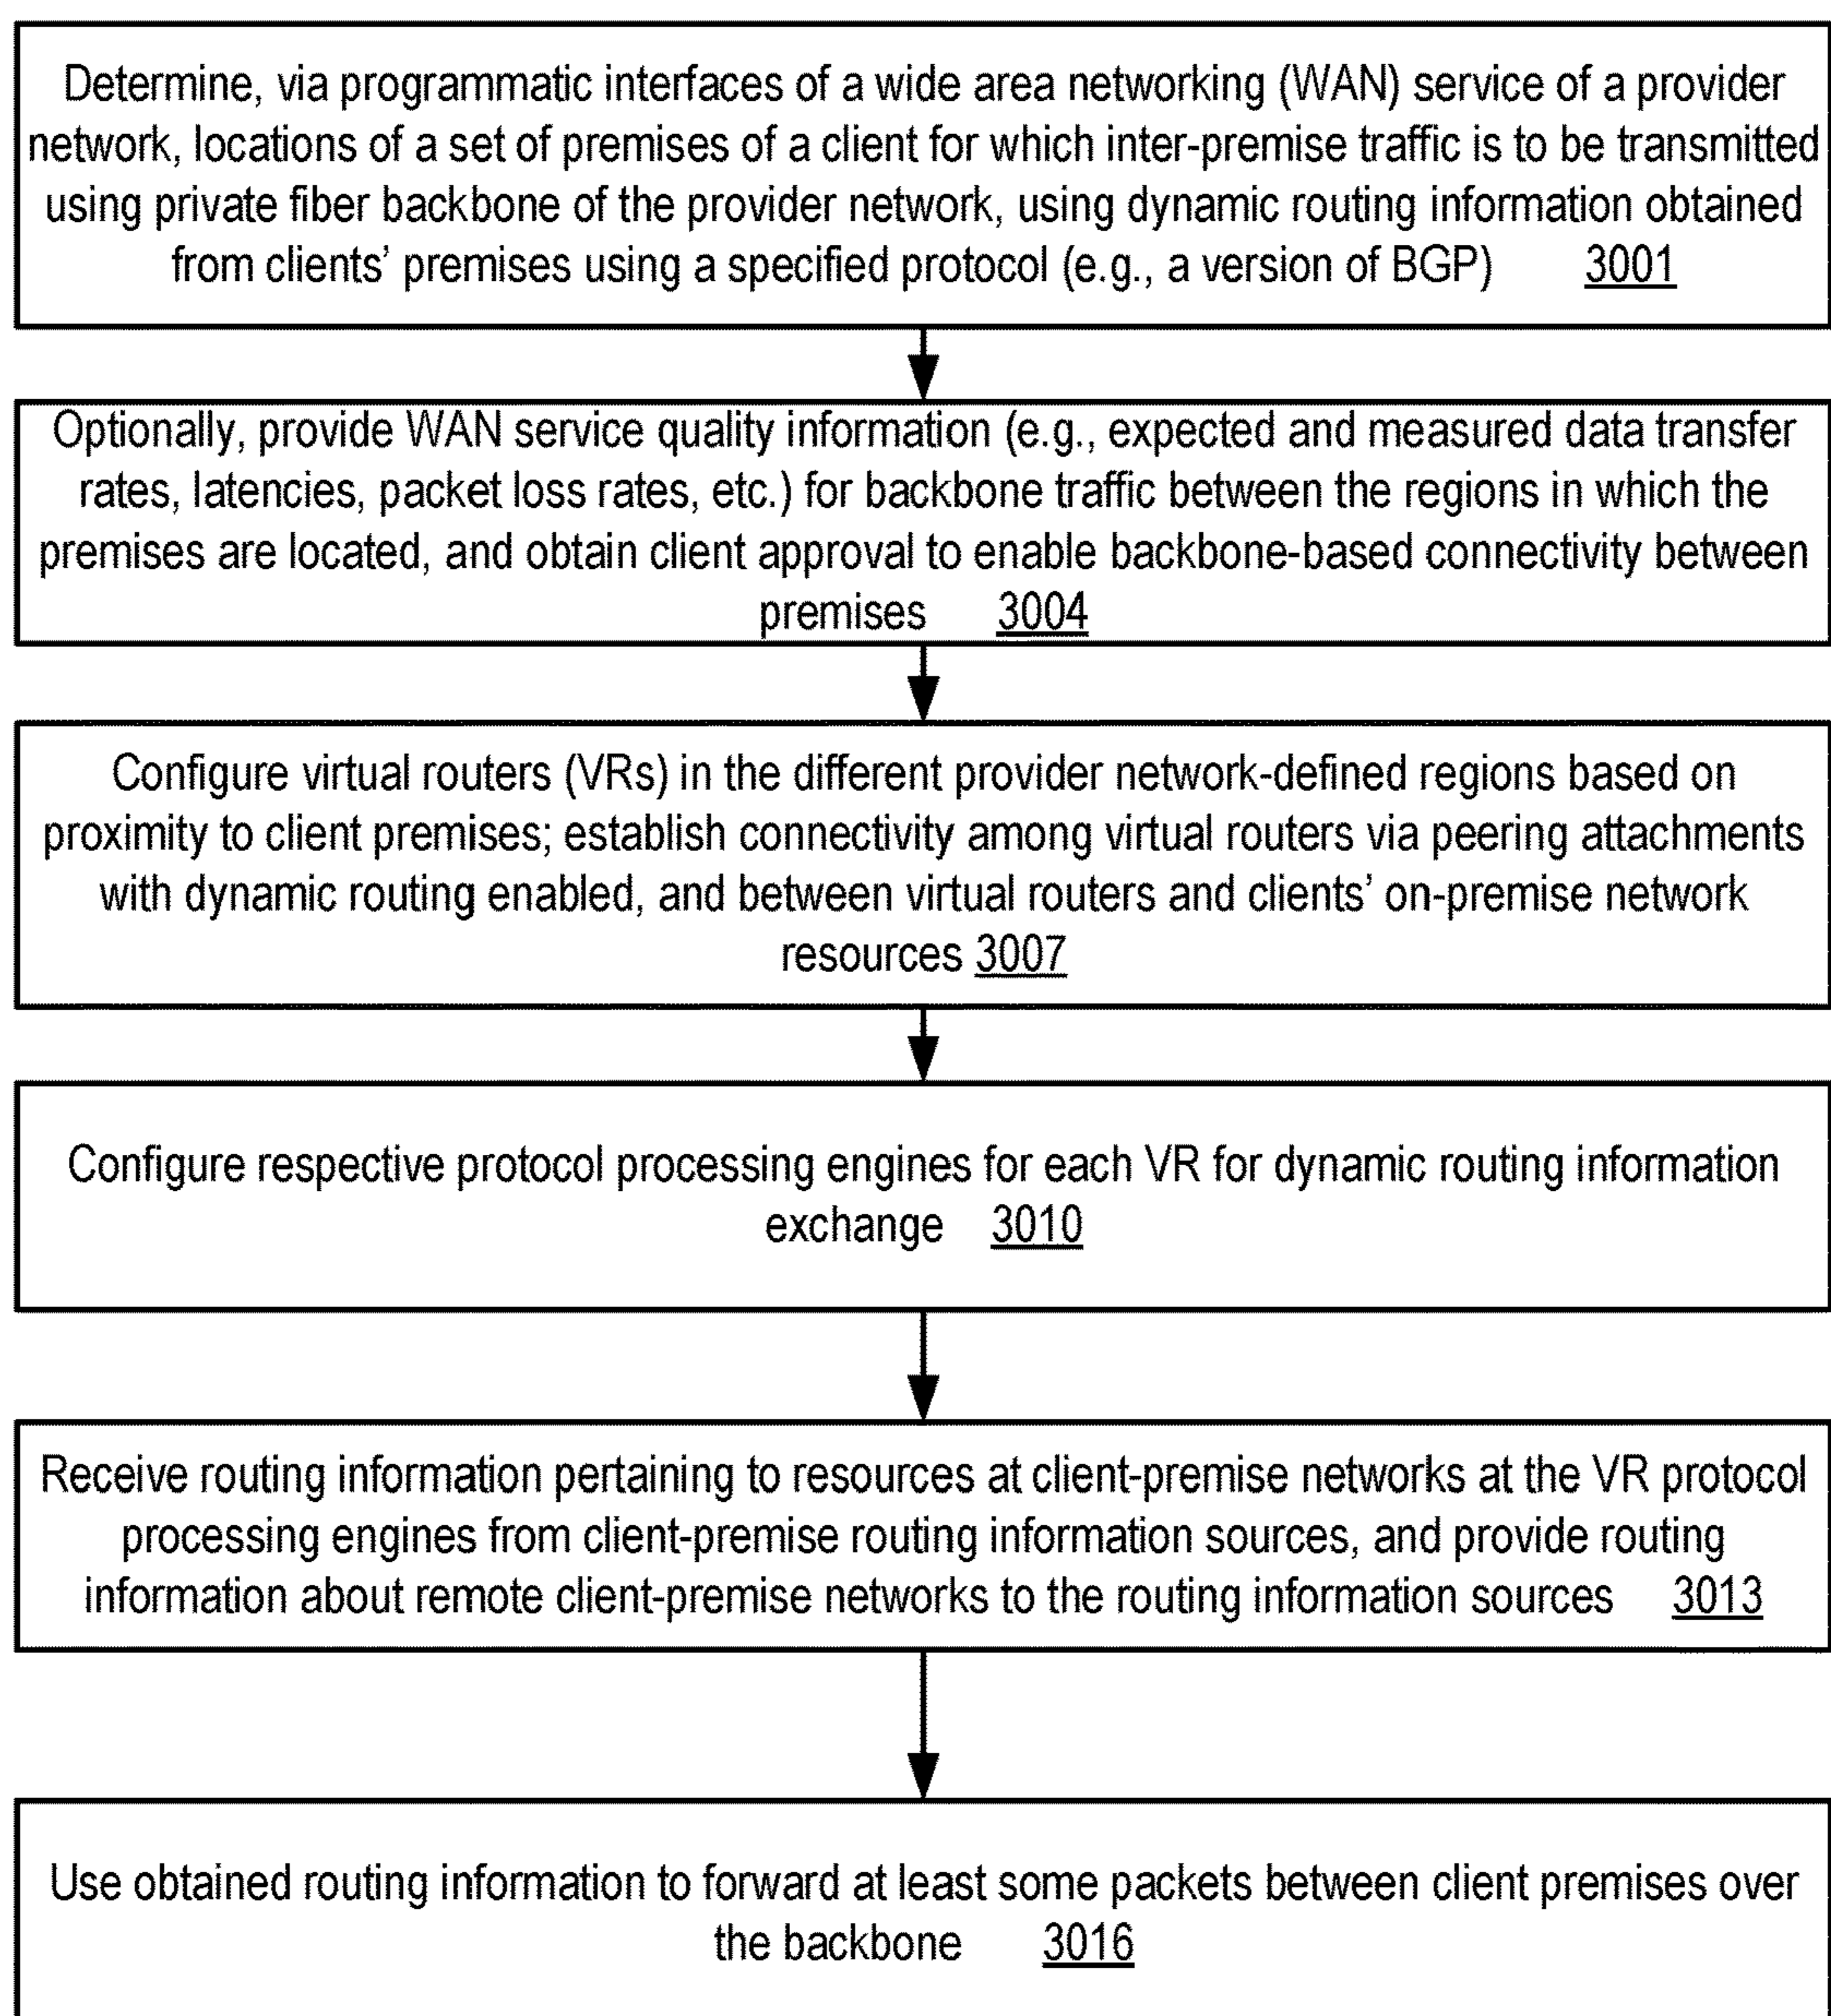 Determine, via programmatic interfaces of a wide area networking (WAN) service of a provider
network, locations of a set of premises of a client for which inter-premise traffic is to be transmitted
using private fiber backbone of the provider network, using dynamic routing information obtained
from clients' premises using a specified protocol (e.g., a version of BGP) 3001
Optionally, provide WAN service quality information (e.g., expected and measured data transfer
rates, latencies, packet loss rates, etc.) for backbone traffic between the regions in which the
premises are located, and obtain client approval to enable backbone-based connectivity between
premises 3004
Configure virtual routers (VRs) in the different provider network-defined regions based on
proximity to client premises; establish connectivity among virtual routers via peering attachments
with dynamic routing enabled, and between virtual routers and clients' on-premise network
resources 3007
Configure respective protocol processing engines for each VR for dynamic routing information
exchange 3010
Receive routing information pertaining to resources at client-premise networks at the VR protocol
processing engines from client-premise routing information sources, and provide routing
information about remote client-premise networks to the routing information sources 3013
Use obtained routing information to forward at least some packets between client premises over
the backbone 3016